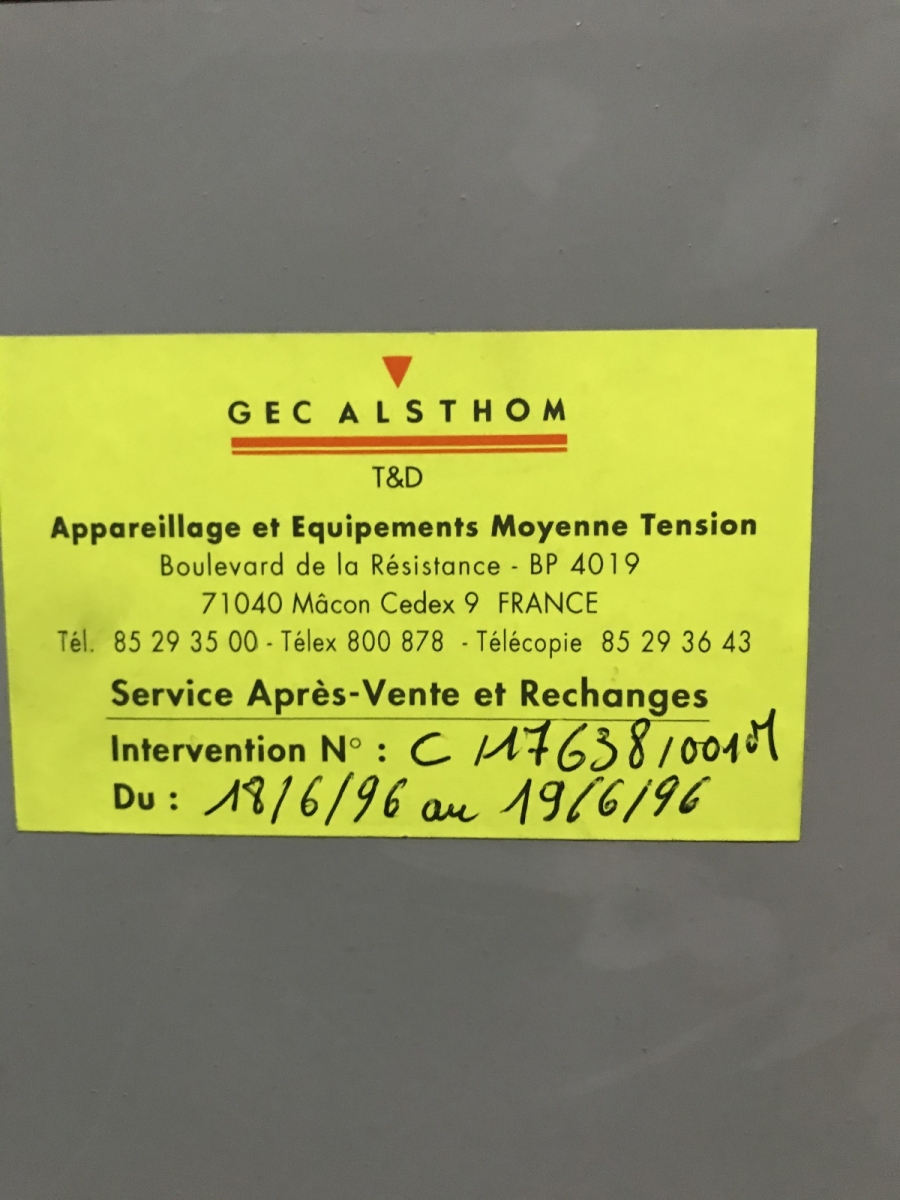 GEC ALSTHOM
T&D
Appareillage et Equipements Moyenne Tension
Boulevard de la Résistance - BP 4019
71040 Mâcon Cedex 9 FRANCE
Tél. 85 29 35 00 - Télex 800 878 - Télécopie 85 29 36 43
Service Après-Vente et Rechanges
Intervention N° : C 117638/001M
Du : 18/6/96 au 19/6/96